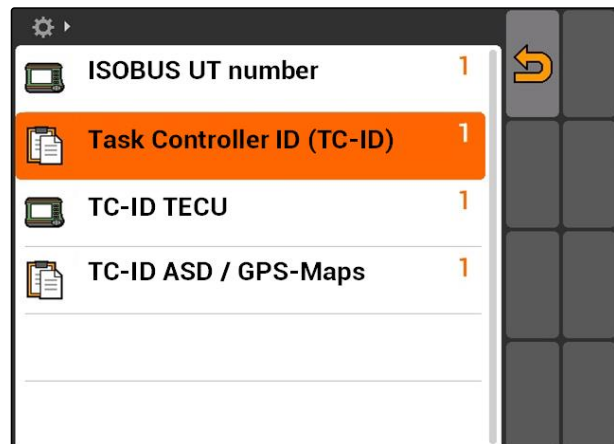 ISOBUS UT number 1
Task Controller ID (TC-ID) 1
TC-ID TECU 1
TC-ID ASD / GPS-Maps 1